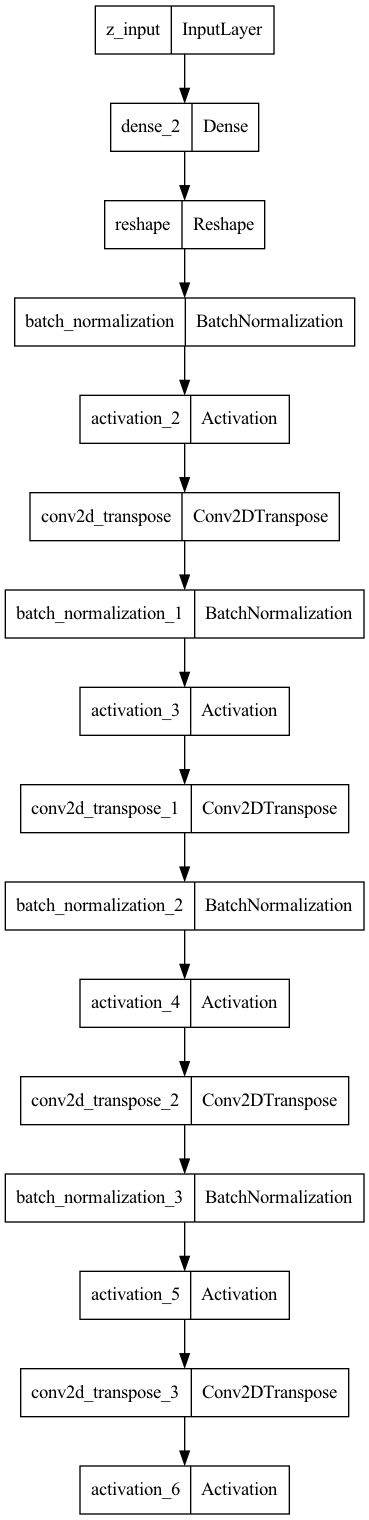 z_input InputLayer
dense_2 Dense
reshape Reshape
batch_normalization BatchNormalization
activation_2 Activation
conv2d_transpose Conv2DTranspose
batch_normalization_1 BatchNormalization
activation_3 Activation
conv2d_transpose_1 Conv2DTranspose
batch_normalization_2 BatchNormalization
activation_4 Activation
conv2d_transpose_2 Conv2DTranspose
batch_normalization_3 BatchNormalization
activation_5 Activation
conv2d_transpose_3 Conv2DTranspose
activation_6 Activation